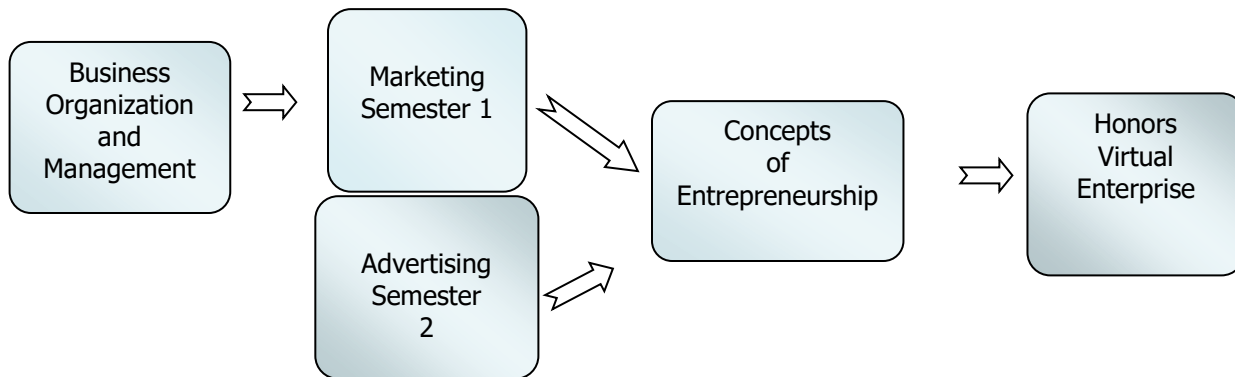 Business
Organization
and
Management
Marketing
Semester 1
Advertising
Semester
2
Concepts
of
Entrepreneurship
Honors
Virtual
Enterprise